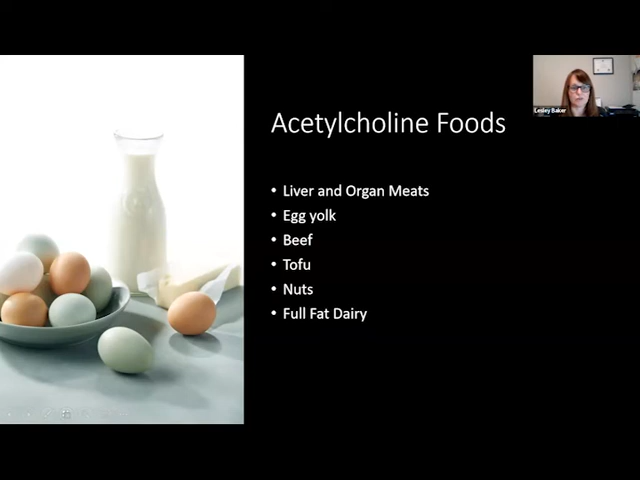 Lesley Baker
Acetylcholine Foods
• Liver and Organ Meats
• Egg yolk
• Beef
• Tofu
• Nuts
• Full Fat Dairy